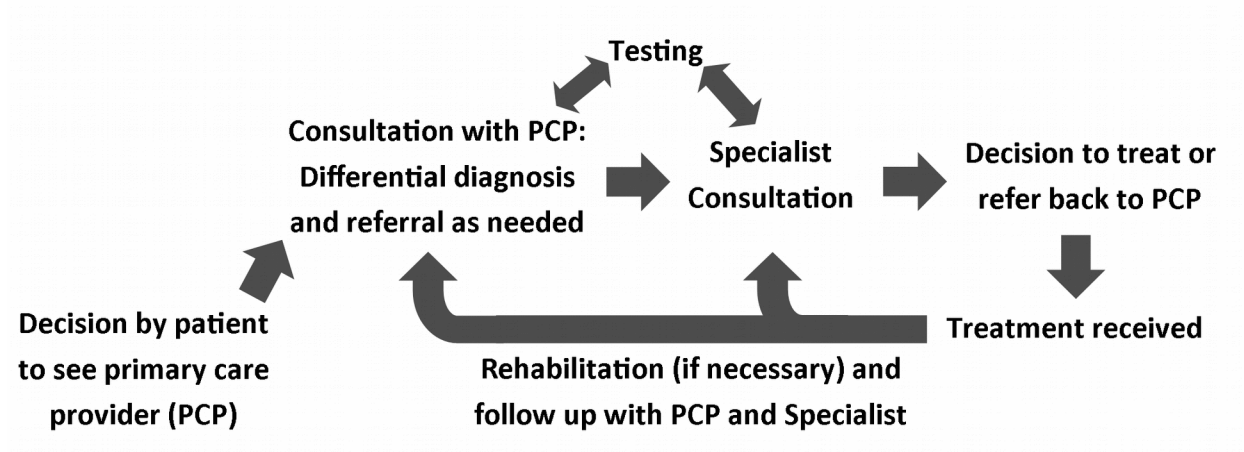 Testing
Consultation with PCP:
Differential diagnosis
and referral as needed
Specialist
Consultation
Decision to treat or
refer back to PCP
Decision by patient
to see primary care
provider (PCP)
Treatment received
Rehabilitation (if necessary) and
follow up with PCP and Specialist